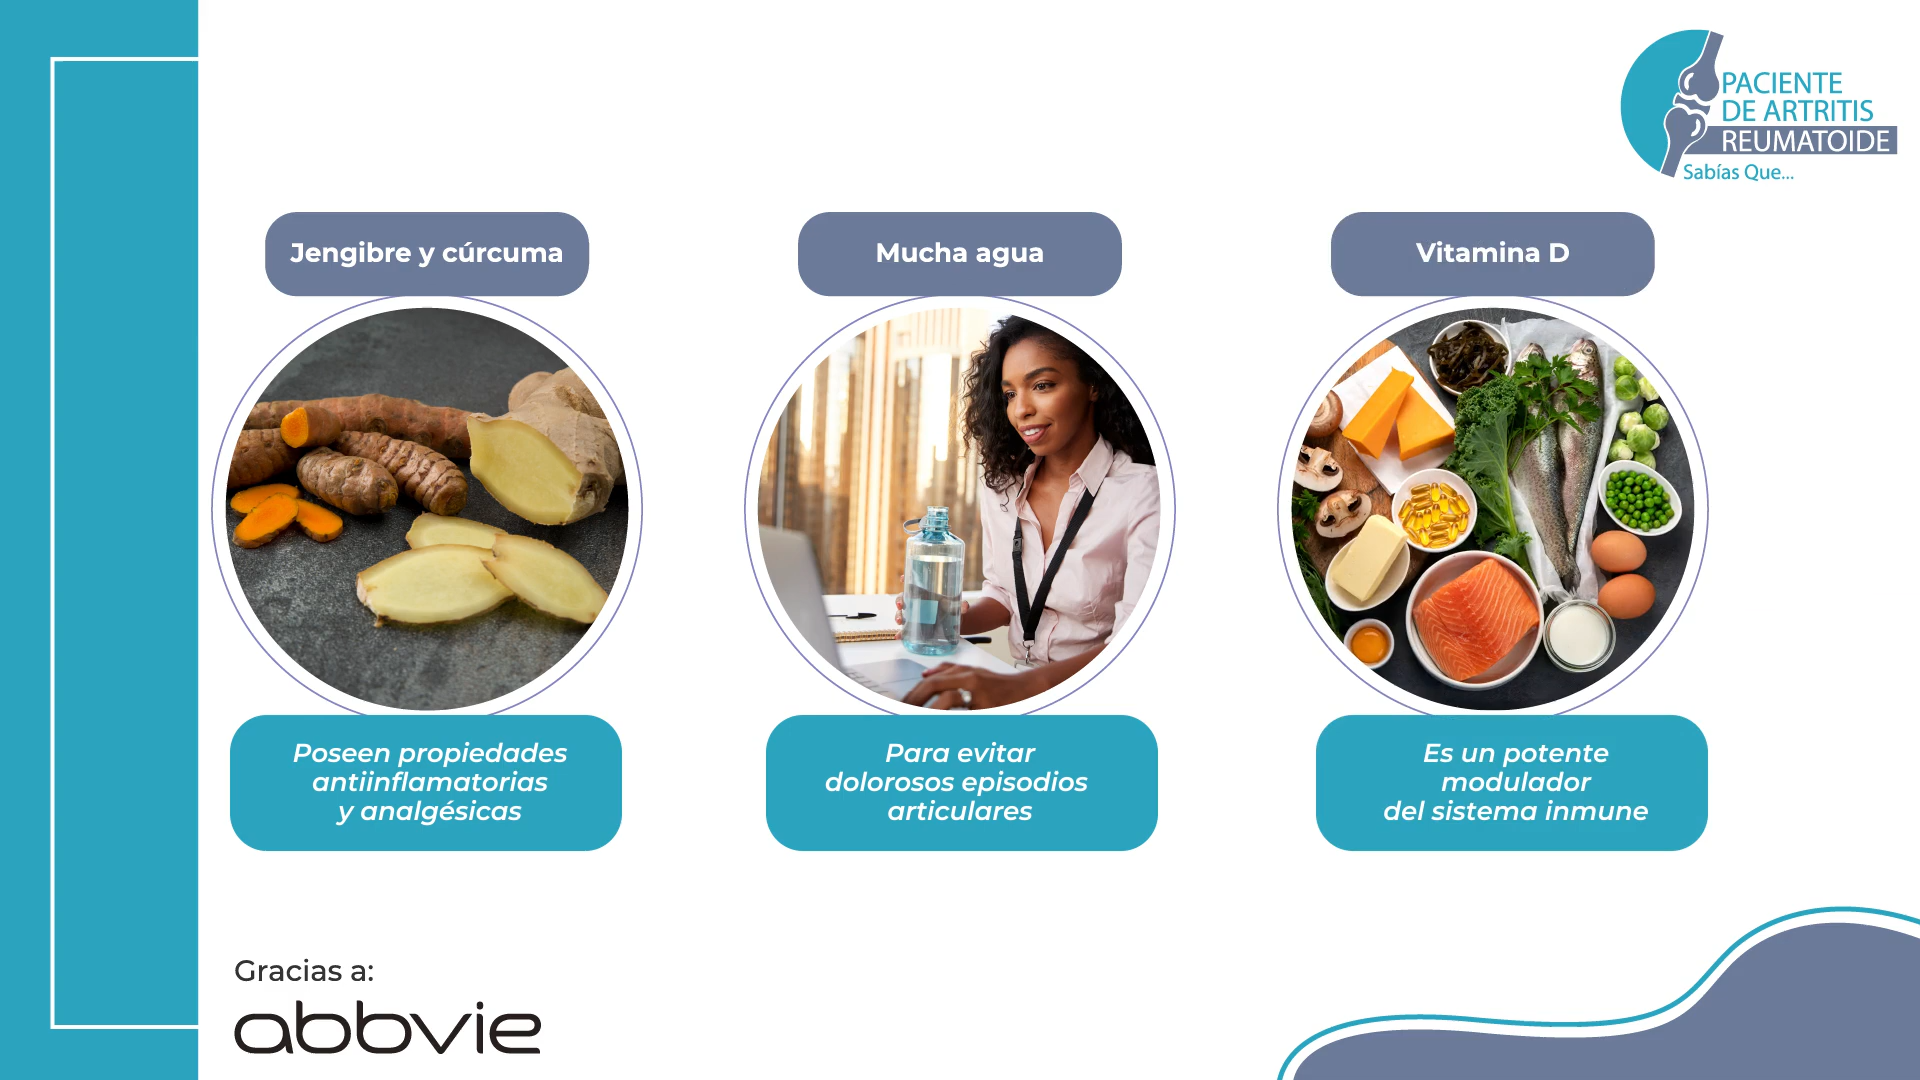 PACIENTE
DE ARTRITIS
REUMATOIDE
Sabías Que...
Jengibre y cúrcuma
Poseen propiedades
antiinflamatorias
y analgésicas
Mucha agua
Para evitar
dolorosos episodios
articulares
Vitamina D
Es un potente
modulador
del sistema inmune
Gracias a:
abbvie